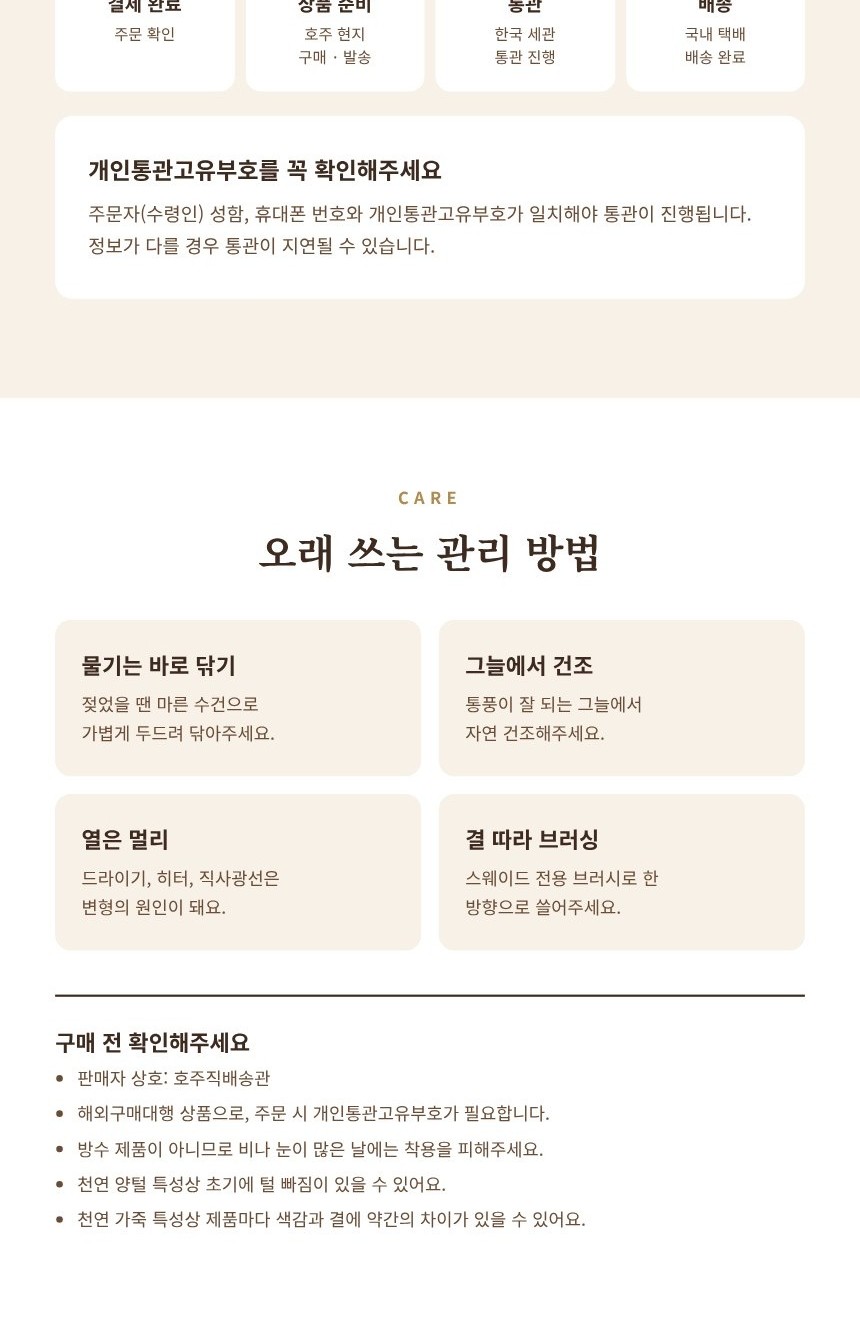 결제 완료
상품 준비
통관
배송
주문 확인
호주 현지
구매 · 발송
한국 세관
통관 진행
국내 택배
배송 완료
개인통관고유부호를 꼭 확인해주세요
주문자(수령인) 성함, 휴대폰 번호와 개인통관고유부호가 일치해야 통관이 진행됩니다.
정보가 다를 경우 통관이 지연될 수 있습니다.
CARE
오래 쓰는 관리 방법
물기는 바로 닦기
젖었을 땐 마른 수건으로
가볍게 두드려 닦아주세요.
그늘에서 건조
통풍이 잘 되는 그늘에서
자연 건조해주세요.
열은 멀리
드라이기, 히터, 직사광선은
변형의 원인이 돼요.
결 따라 브러싱
스웨이드 전용 브러시로 한
방향으로 쓸어주세요.
구매 전 확인해주세요
• 판매자 상호: 호주직배송관
• 해외구매대행 상품으로, 주문 시 개인통관고유부호가 필요합니다.
• 방수 제품이 아니므로 비나 눈이 많은 날에는 착용을 피해주세요.
• 천연 양털 특성상 초기에 털 빠짐이 있을 수 있어요.
• 천연 가죽 특성상 제품마다 색감과 결에 약간의 차이가 있을 수 있어요.